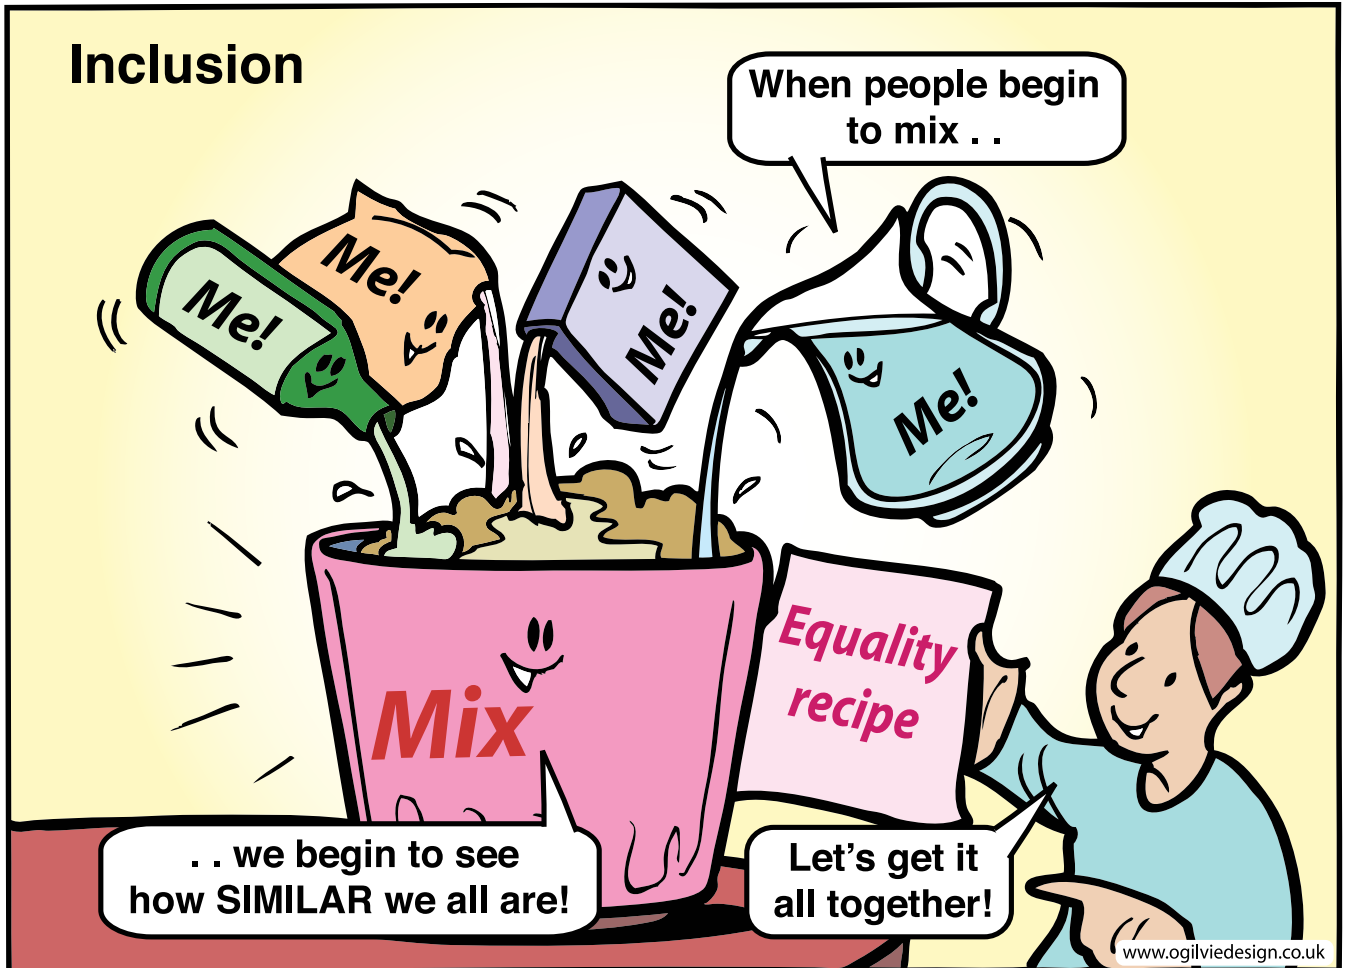 Inclusion
When people begin
to mix . .
Me!
Me!
Me!
Me!
Equality
recipe
Mix
. . we begin to see
how SIMILAR we all are!
Let's get it
all together!
www.ogilviedesign.co.uk